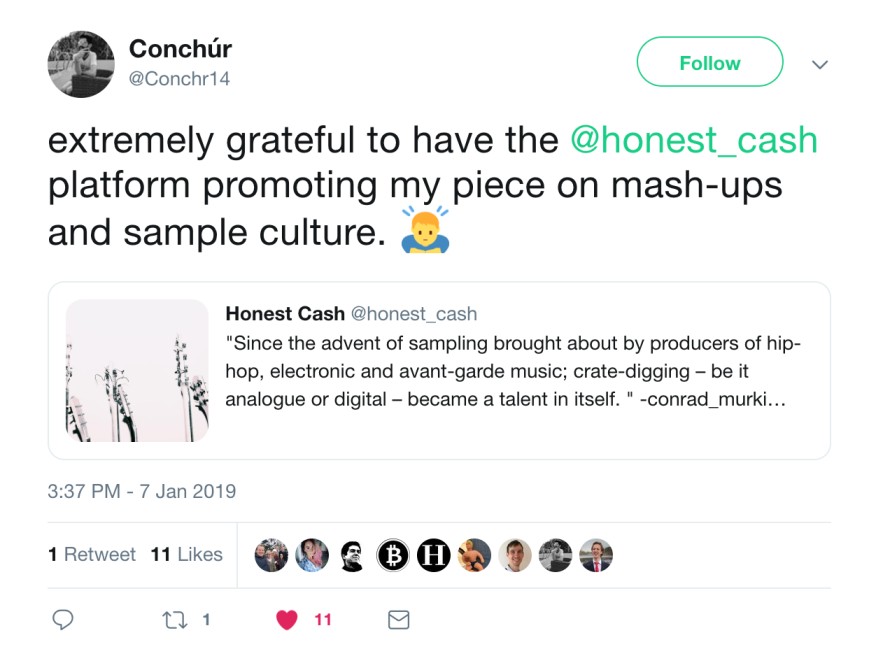 Conchúr
@Conchr14
Follow
extremely grateful to have the @honest_cash
platform promoting my piece on mash-ups
and sample culture.
Honest Cash @honest_cash
"Since the advent of sampling brought about by producers of hip-
hop, electronic and avant-garde music; crate-digging – be it
analogue or digital – became a talent in itself. " -conrad_murki…
3:37 PM - 7 Jan 2019
1 Retweet 11 Likes
H
1 11